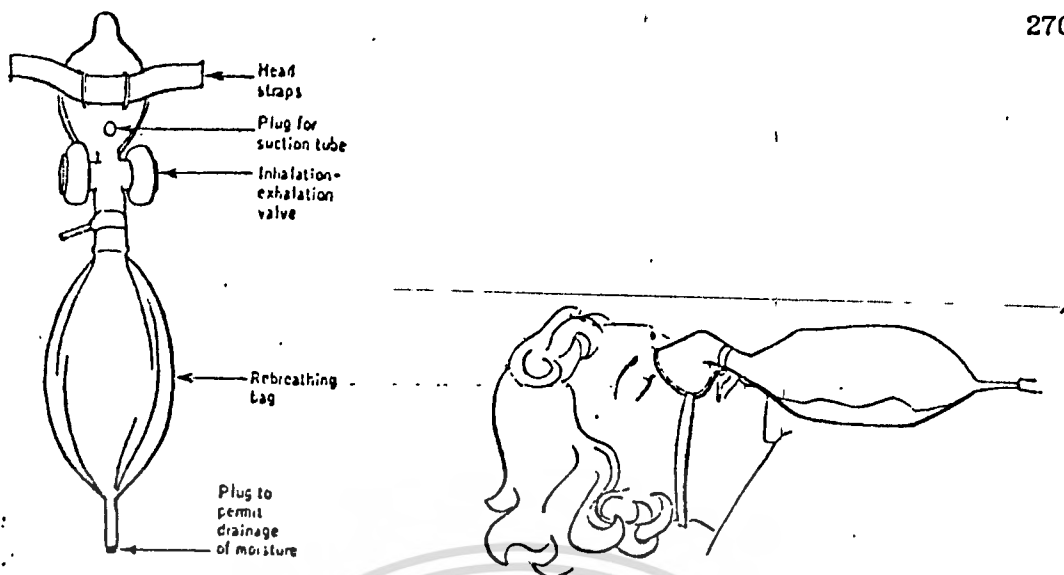 270
Head
straps
Plug for
suction tube
Inhalation-
exhalation
valve
Rebreathing
bag
Plug to
permit
drainage
of moisture